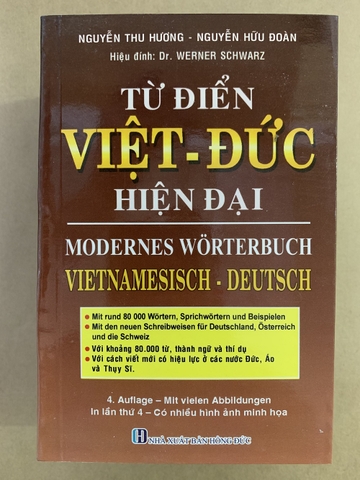 NGUYỄN THU HƯƠNG - NGUYỄN HỮU ĐOÀN
Hiệu đính: Dr. WERNER SCHWARZ
TỪ ĐIỂN
VIỆT-ĐỨC
HIỆN ĐẠI
MODERNES WÖRTERBUCH
VIETNAMESISCH - DEUTSCH
• Mit rund 80 000 Wörtern, Sprichwörtern und Beispielen
• Mit den neuen Schreibweisen für Deutschland, Österreich
und die Schweiz
• Với khoảng 80.000 từ, thành ngữ và thí dụ
• Với cách viết mới có hiệu lực ở các nước Đức, Áo
và Thụy Sĩ.
4. Auflage – Mit vielen Abbildungen
In lần thứ 4 – Có nhiều hình ảnh minh họa
NHÀ XUẤT BẢN HỒNG ĐỨC